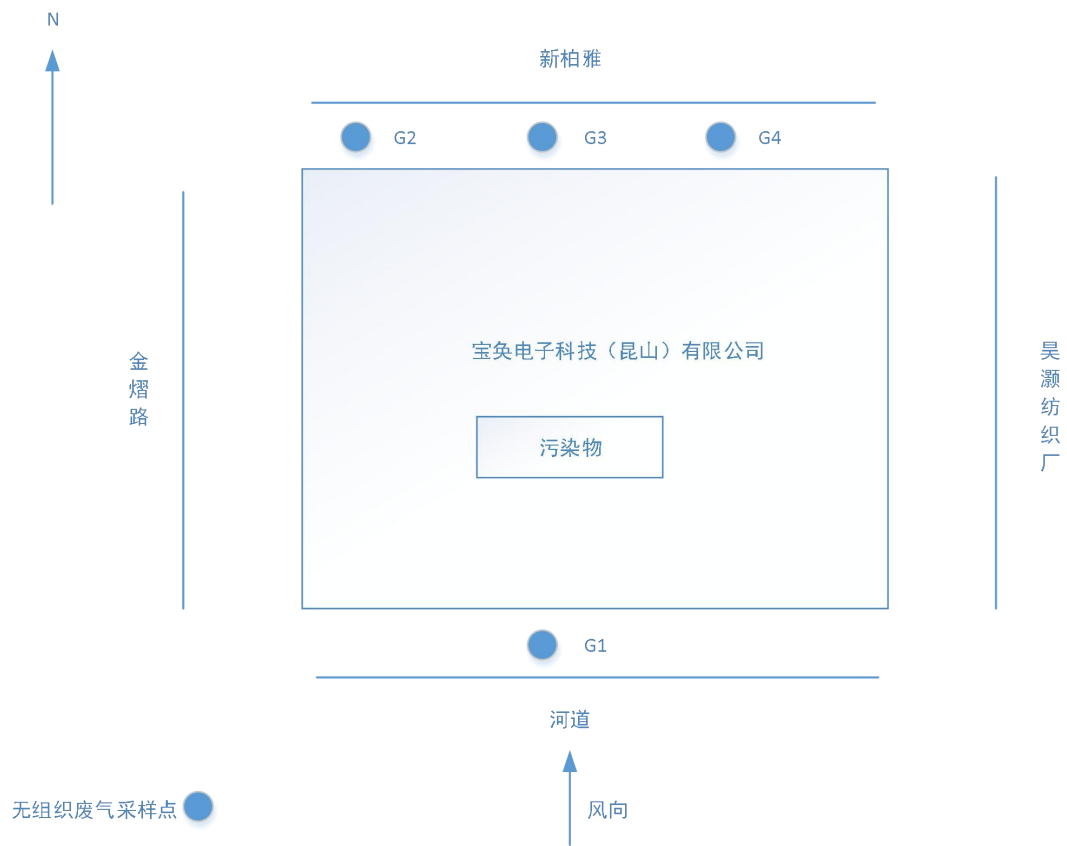 N
新柏雅
G2
G3
G4
金熠路
宝奂电子科技（昆山）有限公司
污染物
昊灏纺织厂
G1
河道
风向
无组织废气采样点